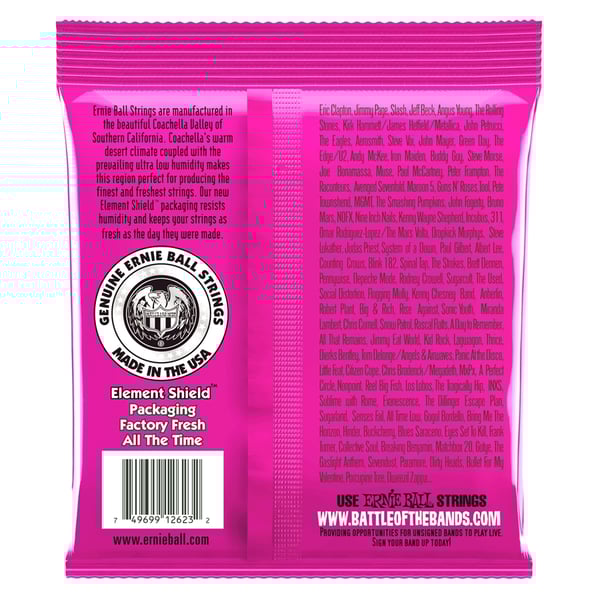 Ernie Ball Strings are manufactured in
the beautiful Coachella Valley of
Southern California. Coachella's warm
desert climate coupled with the
prevailing ultra low humidity makes
this region perfect for producing the
finest and freshest strings. Our new
Element Shield™ packaging resists
humidity and keeps your strings as
fresh as the day they were made.
GENUINE ERNIE BALL STRINGS
MADE IN THE USA
Element Shield™
Packaging
Factory Fresh
All The Time
7 49699 12623 2
www.ernieball.com
Eric Clapton, Jimmy Page, Slash, Jeff Beck, Angus Young, The Rolling
Stones, Kirk Hammett/James Hetfield/Metallica, John Petrucci,
The Eagles, Aerosmith, Steve Vai, John Mayer, Green Day, The
Edge/U2, Andy McKee, Iron Maiden, Buddy Guy, Steve Morse,
Joe Bonamassa, Muse, Paul McCartney, Peter Frampton, The
Raconteurs, Avenged Sevenfold, Maroon 5, Guns N' Roses, Tool, Pete
Townshend, MGMT, The Smashing Pumpkins, John Fogerty, Bruno
Mars, NOFX, Nine Inch Nails, Kenny Wayne Shepherd, Incubus, 311,
Omar Rodriguez-Lopez/The Mars Volta, Dropkick Murphys, Steve
Lukather, Judas Priest, System of a Down, Paul Gilbert, Albert Lee,
Counting Crows, Blink 182, Spinal Tap, The Strokes, Brett Dennen,
Pennywise, Depeche Mode, Rodney Crowell, Sugarcult, The Used,
Social Distortion, Flogging Molly, Kenny Chesney Band, Anberlin,
Robert Plant, Big & Rich, Rise Against, Sonic Youth, Miranda
Lambert, Chris Cornell, Snow Patrol, Rascal Flatts, A Day to Remember,
All That Remains, Jimmy Eat World, Kid Rock, Lagwagon, Thrice,
Dierks Bentley, Tom Delonge/Angels & Airwaves, Panic At the Disco,
Little Feat, Citizen Cope, Chris Broderick/Megadeth, MxPx, A Perfect
Circle, Nonpoint, Reel Big Fish, Los Lobos, The Tragically Hip, INXS,
Sublime with Rome, Evanescence, The Dillinger Escape Plan,
Sugarland, Senses Fail, All Time Low, Gogol Bordello, Bring Me The
Horizon, Hinder, Buckcherry, Blues Saraceno, Eyes Set To Kill, Frank
Turner, Collective Soul, Breaking Benjamin, Matchbox 20, Gotye, The
Gaslight Anthem, Sevendust, Paramore, Dirty Heads, Bullet For My
Valentine, Porcupine Tree, Dweezil Zappa...
USE ERNIE BALL STRINGS
WWW.BATTLEOFTHEBANDS.COM
PROVIDING OPPORTUNITIES FOR UNSIGNED BANDS TO PLAY LIVE.
SIGN YOUR BAND UP TODAY!